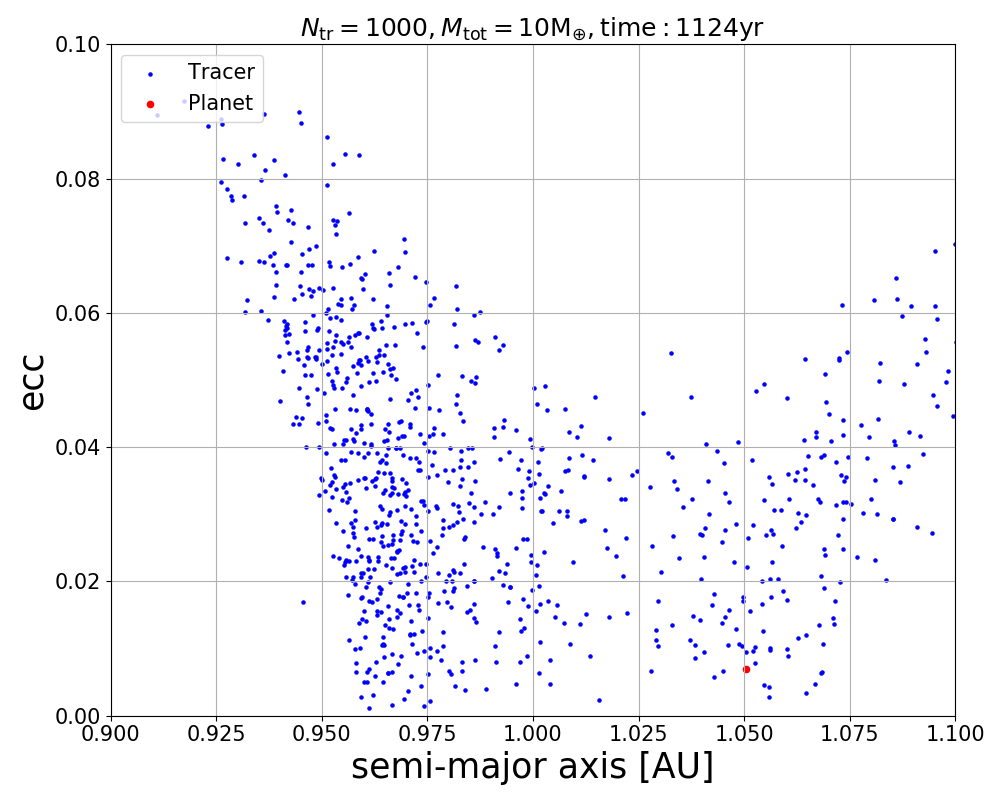 N_tr = 1000, M_tot = 10M_⊕, time : 1124yr
0.10
Tracer
Planet
0.08
0.06
ecc
0.04
0.02
0.00
0.900 0.925 0.950 0.975 1.000 1.025 1.050 1.075 1.100
semi-major axis [AU]